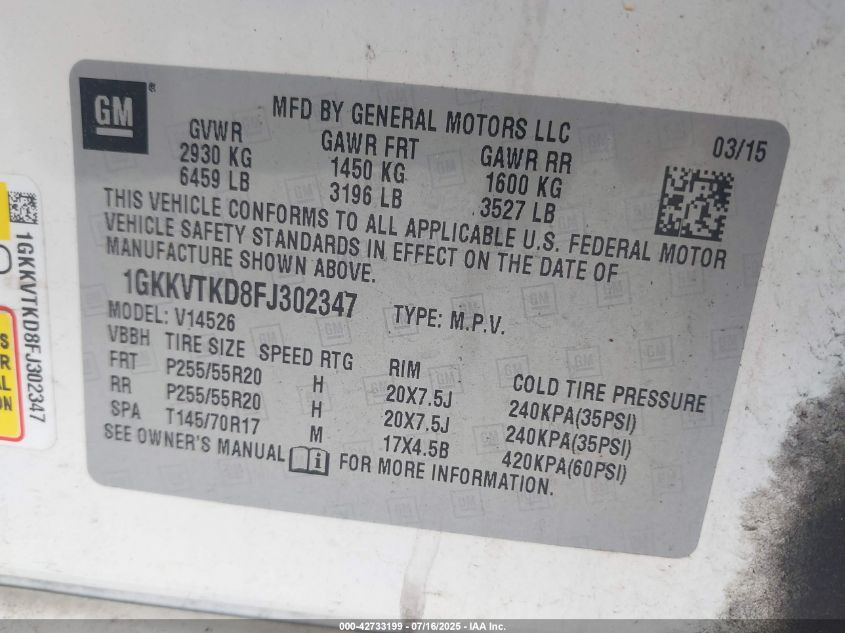 GM
®
MFD BY GENERAL MOTORS LLC
03/15
GVWR GAWR FRT GAWR RR
2930 KG 1450 KG 1600 KG
6459 LB 3196 LB 3527 LB
THIS VEHICLE CONFORMS TO ALL APPLICABLE U.S. FEDERAL MOTOR
VEHICLE SAFETY STANDARDS IN EFFECT ON THE DATE OF
MANUFACTURE SHOWN ABOVE.
1GKKVTKD8FJ302347 TYPE: M.P.V.
MODEL: V14526
VBBH TIRE SIZE SPEED RTG RIM COLD TIRE PRESSURE
FRT P255/55R20 H 20X7.5J 240KPA(35PSI)
RR P255/55R20 H 20X7.5J 240KPA(35PSI)
SPA T145/70R17 M 17X4.5B 420KPA(60PSI)
SEE OWNER'S MANUAL i FOR MORE INFORMATION.
1GKKVTKD8FJ302347
000-42733199 - 07/16/2025 - IAA Inc.